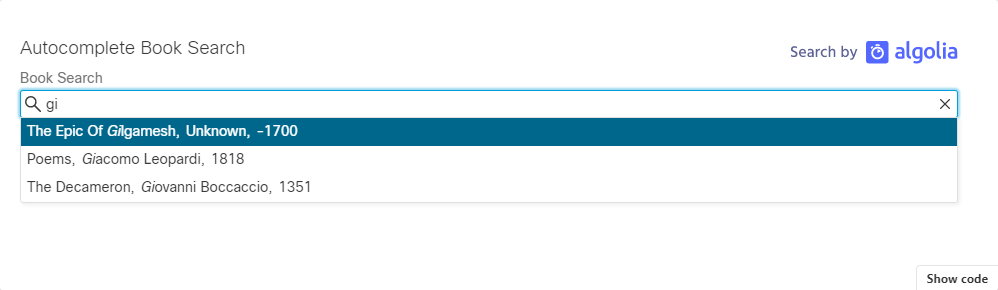 Autocomplete Book Search
Search by algolia
Book Search
gi
The Epic Of Gilgamesh, Unknown, -1700
Poems, Giacomo Leopardi, 1818
The Decameron, Giovanni Boccaccio, 1351
Show code